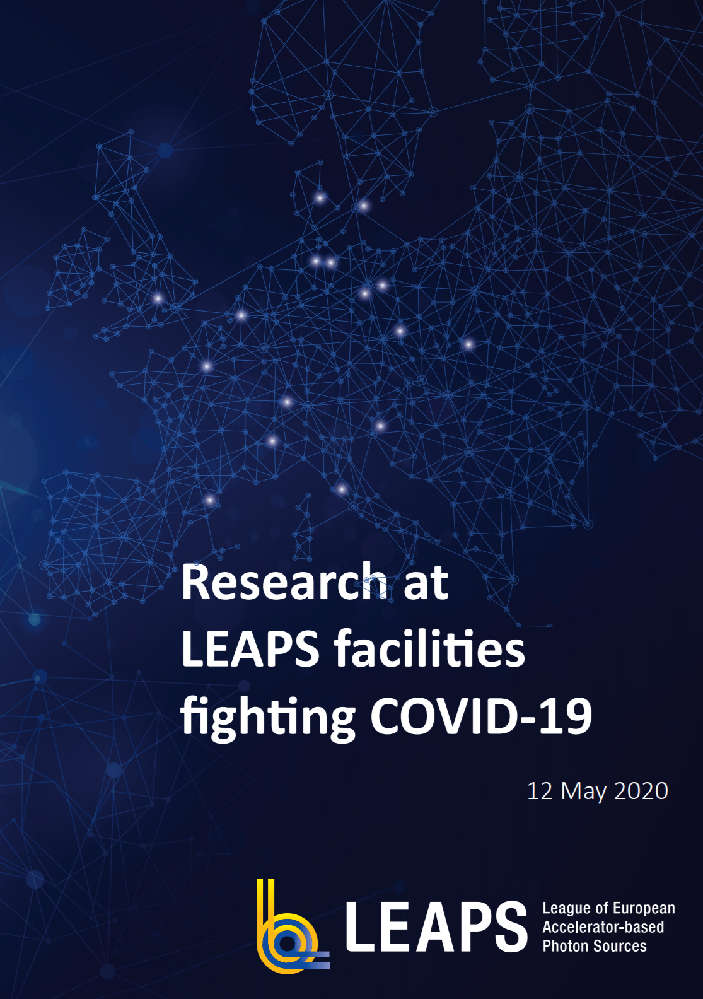 Research at
LEAPS facilities
fighting COVID-19
12 May 2020
LEAPS
League of European
Accelerator-based
Photon Sources